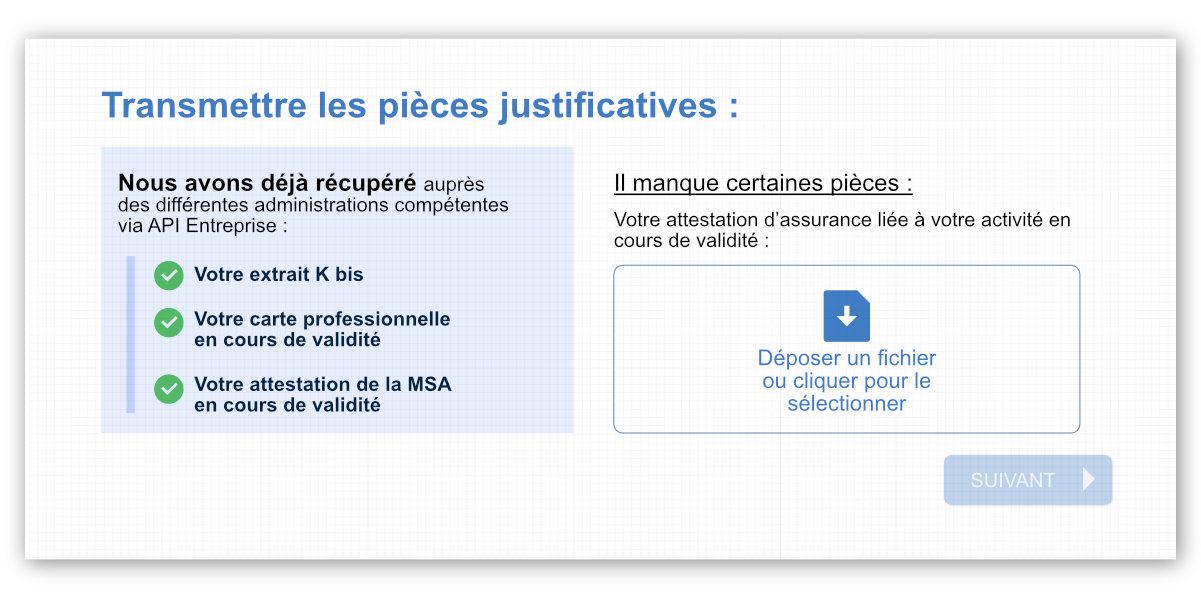 Transmettre les pièces justificatives :
Nous avons déjà récupéré auprès
des différentes administrations compétentes
via API Entreprise :
Votre extrait K bis
Votre carte professionnelle
en cours de validité
Votre attestation de la MSA
en cours de validité
Il manque certaines pièces :
Votre attestation d’assurance liée à votre activité en
cours de validité :
Déposer un fichier
ou cliquer pour le
sélectionner
SUIVANT